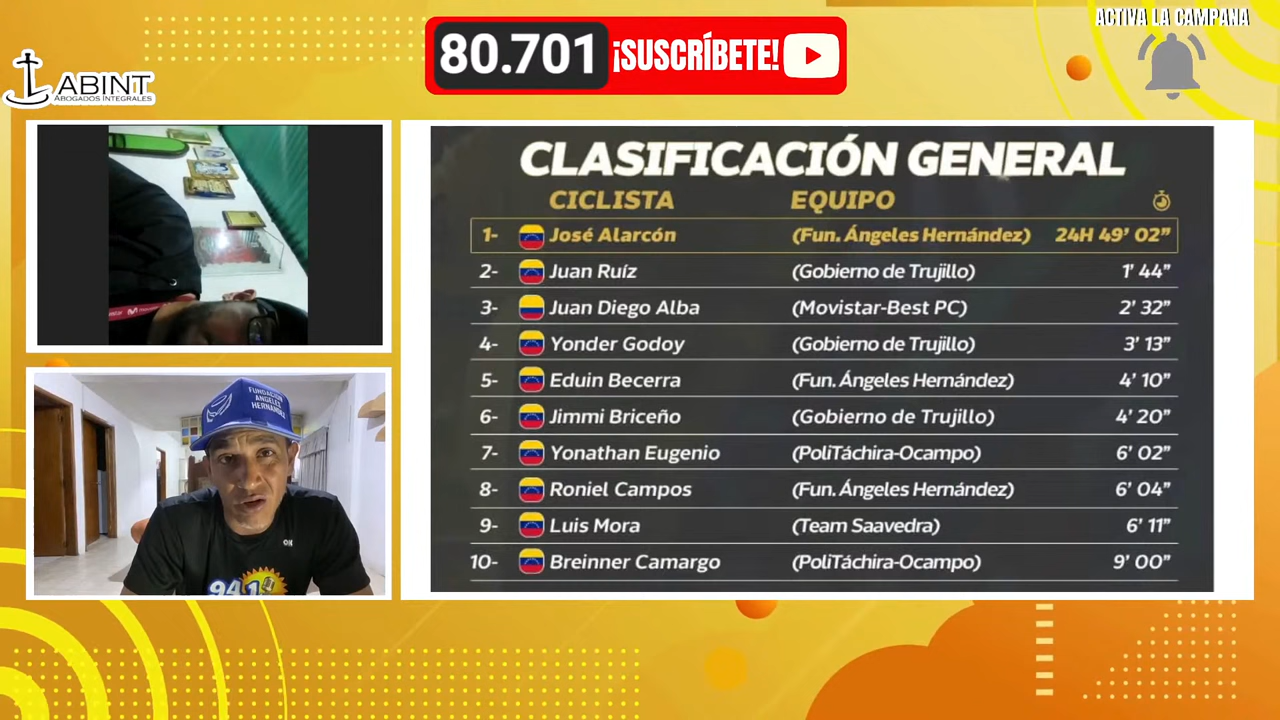 ACTIVA LA CAMPANA
80.701 ¡SUSCRÍBETE!
ABINT
ABOGADOS INTEGRALES
CLASIFICACIÓN GENERAL
CICLISTA EQUIPO
1- José Alarcón (Fun. Ángeles Hernández) 24H 49' 02"
2- Juan Ruíz (Gobierno de Trujillo) 1' 44"
3- Juan Diego Alba (Movistar-Best PC) 2' 32"
4- Yonder Godoy (Gobierno de Trujillo) 3' 13"
5- Eduin Becerra (Fun. Ángeles Hernández) 4' 10"
6- Jimmi Briceño (Gobierno de Trujillo) 4' 20"
7- Yonathan Eugenio (PoliTáchira-Ocampo) 6' 02"
8- Roniel Campos (Fun. Ángeles Hernández) 6' 04"
9- Luis Mora (Team Saavedra) 6' 11"
10- Breinner Camargo (PoliTáchira-Ocampo) 9' 00"
FUNDACIÓN
ANGELES
HERNÁNDEZ
ON
94.1